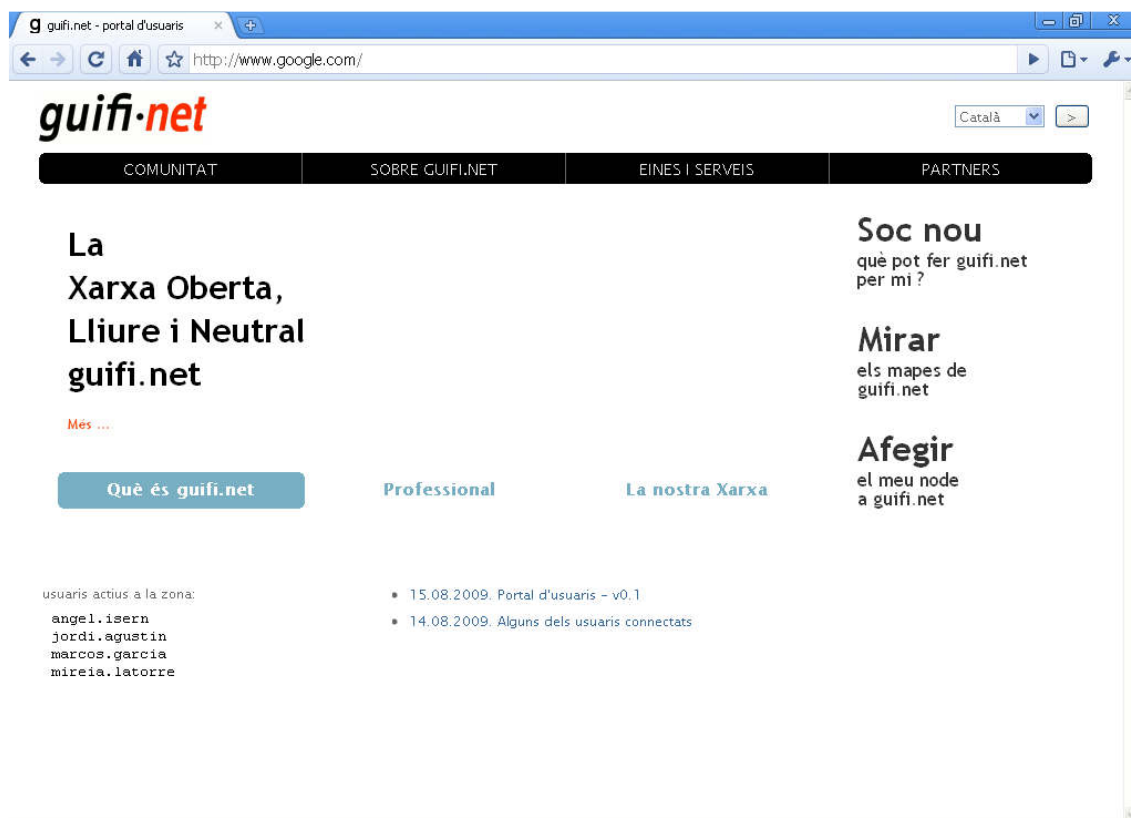 guifi.net - portal d'usuaris
http://www.google.com/
guifi·net
Català
>
COMUNITAT
SOBRE GUIFI.NET
EINES I SERVEIS
PARTNERS
La
Xarxa Oberta,
Lliure i Neutral
guifi.net
Més ...
Què és guifi.net
Professional
La nostra Xarxa
Soc nou
què pot fer guifi.net
per mi ?
Mirar
els mapes de
guifi.net
Afegir
el meu node
a guifi.net
usuaris actius a la zona:
angel.isern
jordi.agustin
marcos.garcia
mireia.latorre
15.08.2009. Portal d'usuaris - v0.1
14.08.2009. Alguns dels usuaris connectats